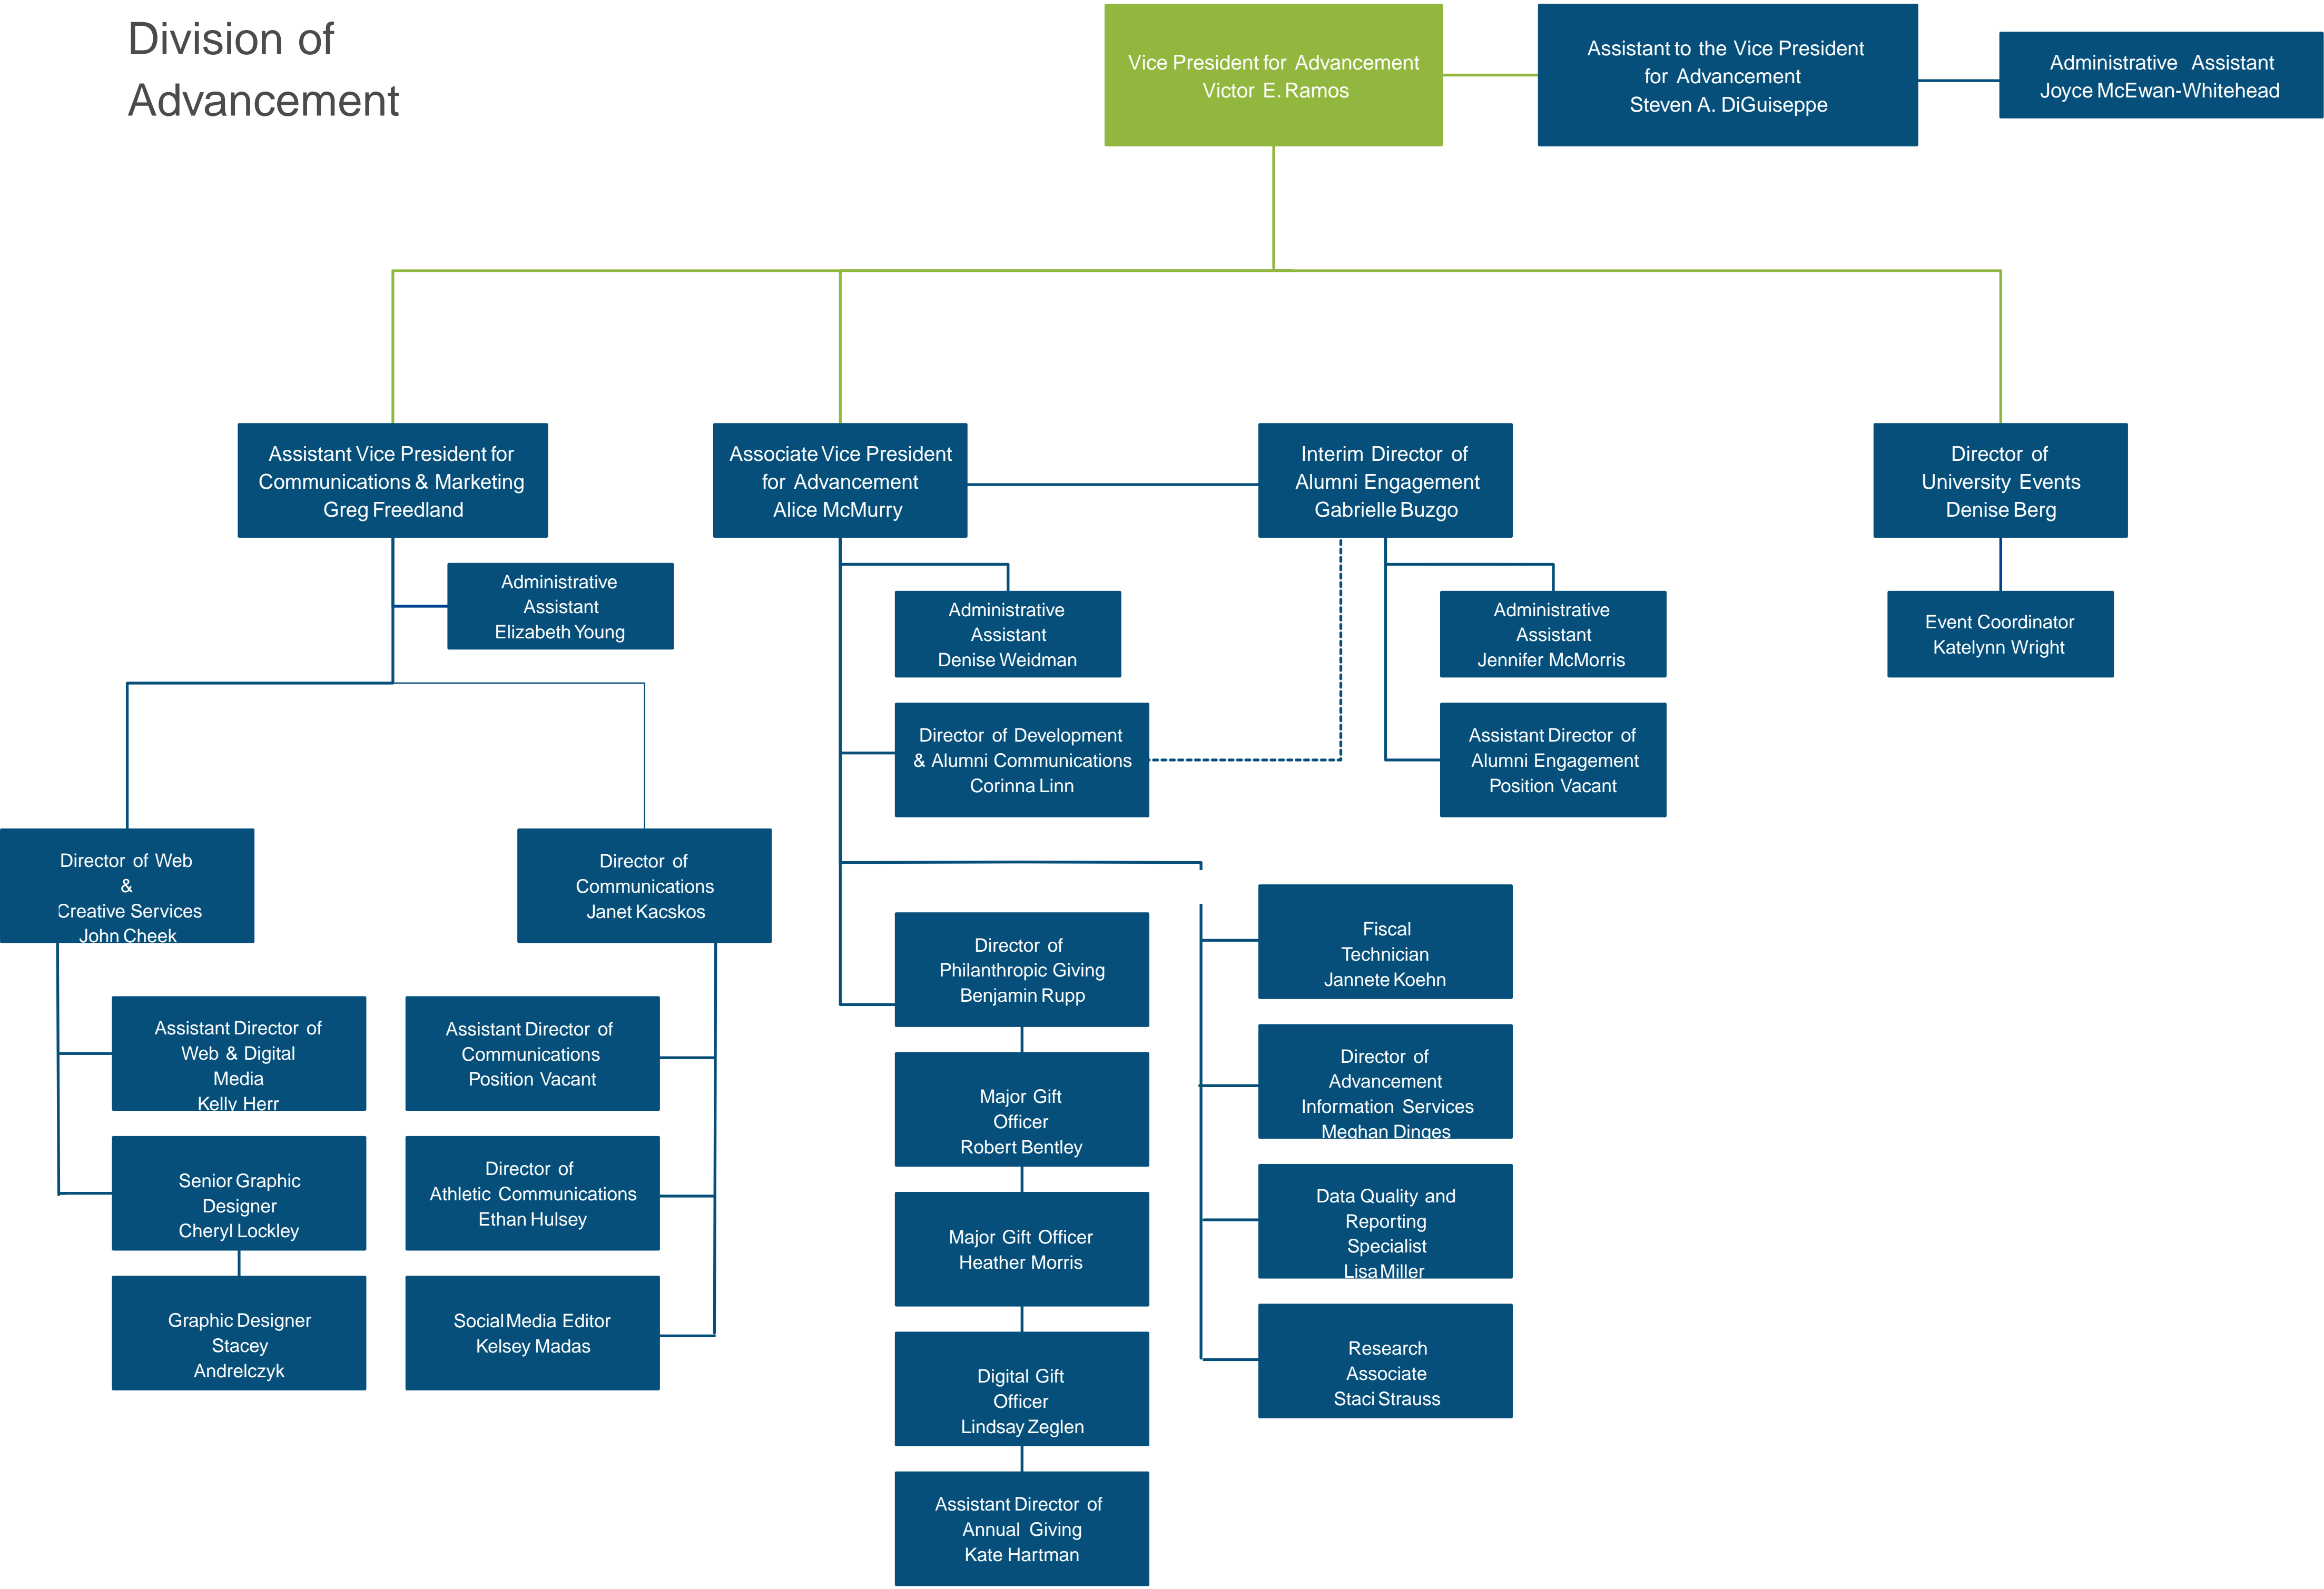 Division of
Advancement
Vice President for Advancement
Victor E. Ramos
Assistant to the Vice President
for Advancement
Steven A. DiGuiseppe
Administrative Assistant
Joyce McEwan-Whitehead
Assistant Vice President for
Communications & Marketing
Greg Freedland
Associate Vice President
for Advancement
Alice McMurry
Interim Director of
Alumni Engagement
Gabrielle Buzgo
Director of
University Events
Denise Berg
Administrative
Assistant
Elizabeth Young
Administrative
Assistant
Denise Weidman
Administrative
Assistant
Jennifer McMorris
Event Coordinator
Katelynn Wright
Director of Development
& Alumni Communications
Corinna Linn
Assistant Director of
Alumni Engagement
Position Vacant
Director of Web
&
Creative Services
John Cheek
Director of
Communications
Janet Kacskos
Assistant Director of
Web & Digital
Media
Kelly Herr
Senior Graphic
Designer
Cheryl Lockley
Graphic Designer
Stacey
Andrelczyk
Assistant Director of
Communications
Position Vacant
Director of
Athletic Communications
Ethan Hulsey
Social Media Editor
Kelsey Madas
Director of
Philanthropic Giving
Benjamin Rupp
Major Gift
Officer
Robert Bentley
Major Gift Officer
Heather Morris
Digital Gift
Officer
Lindsay Zeglen
Assistant Director of
Annual Giving
Kate Hartman
Fiscal
Technician
Jannete Koehn
Director of
Advancement
Information Services
Meghan Dinges
Data Quality and
Reporting
Specialist
Lisa Miller
Research
Associate
Staci Strauss